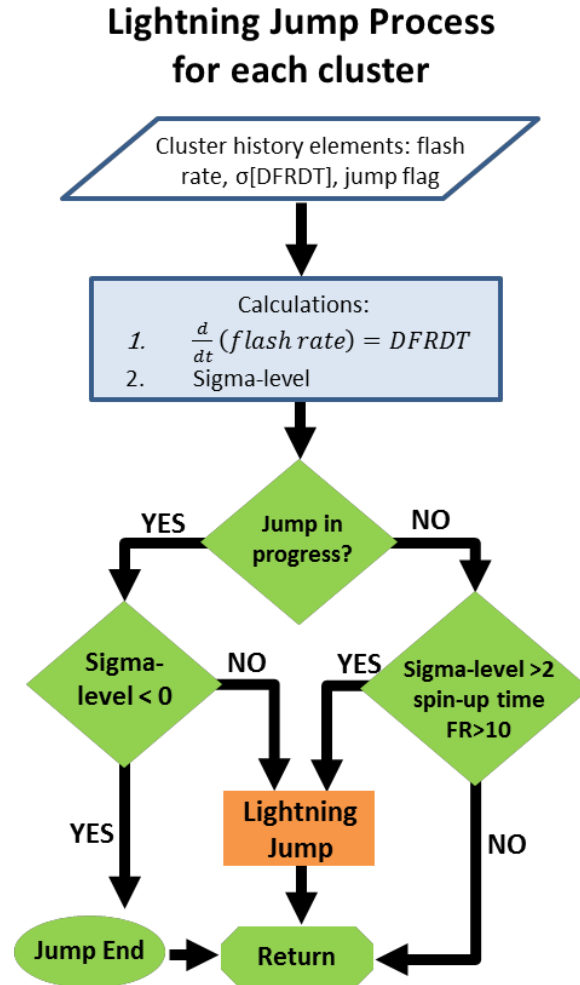 Lightning Jump Process
for each cluster
Cluster history elements: flash
rate, σ[DFRDT], jump flag
Calculations:
1. d/dt (flash rate) = DFRDT
2. Sigma-level
YES
Jump in
progress?
NO
Sigma-
level < 0
NO
YES
Sigma-level >2
spin-up time
FR>10
YES
Lightning
Jump
NO
Jump End
Return